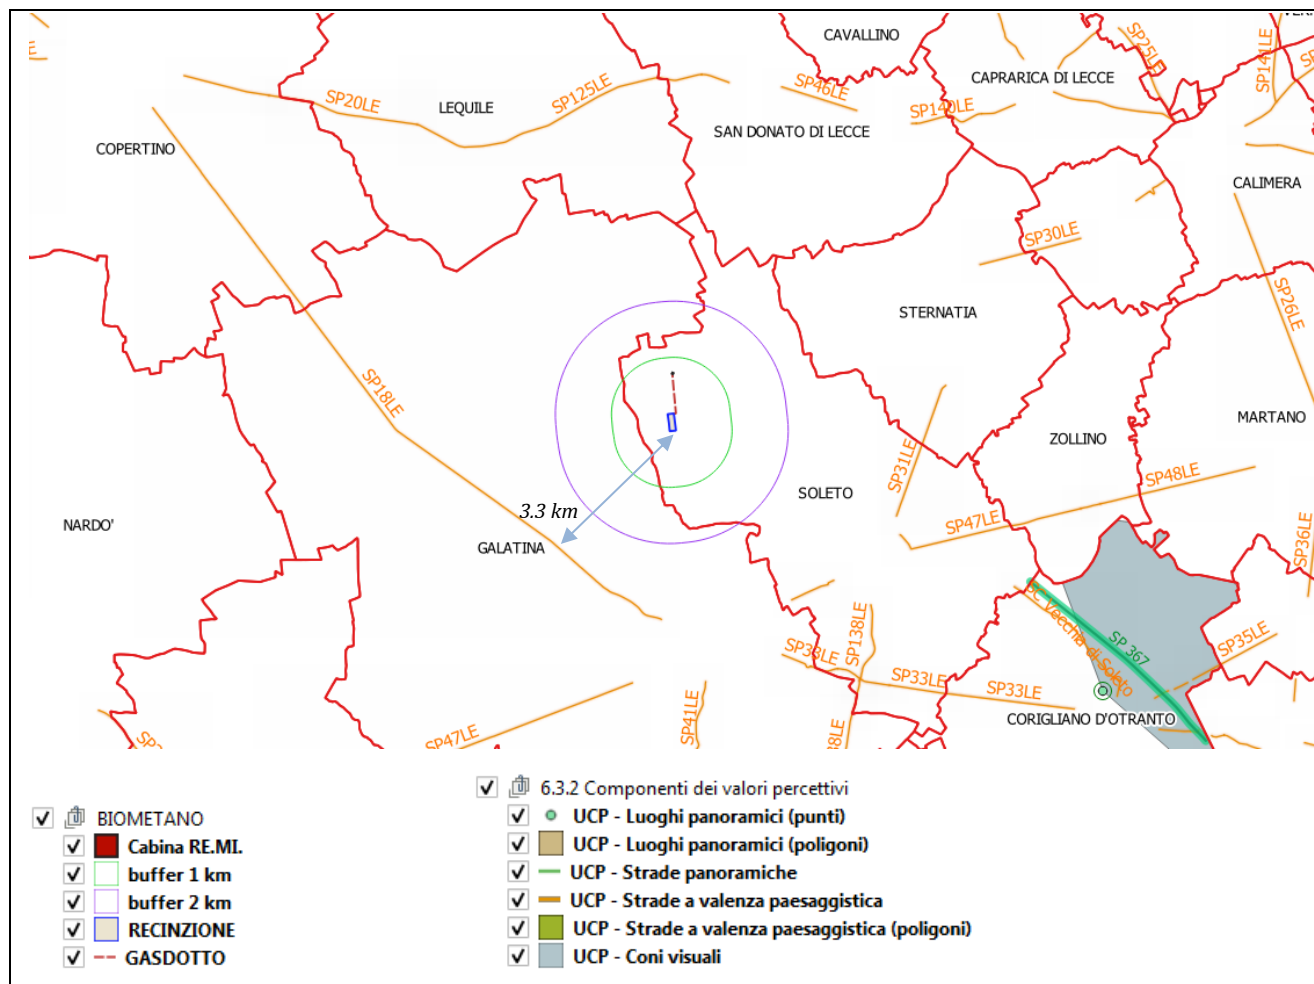 CAVALLINO
SP25LE
SP141LE
CAPRARICA DI LECCE
SP20LE
LEQUILE
SP125LE
SP46LE
SP140LE
SAN DONATO DI LECCE
COPERTINO
CALIMERA
SP30LE
STERNATIA
SP26LE
SP18LE
MARTANO
ZOLLINO
SP31LE
SP48LE
SOLETO
3.3 km
SP47LE
NARDO'
GALATINA
SP36LE
SC Vecchia di Soleto
SP 367
SP138LE
SP35LE
SP33LE
SP33LE
SP33LE
SP41LE
CORIGLIANO D'OTRANTO
SP47LE
6.3.2 Componenti dei valori percettivi
UCP - Luoghi panoramici (punti)
UCP - Luoghi panoramici (poligoni)
UCP - Strade panoramiche
UCP - Strade a valenza paesaggistica
UCP - Strade a valenza paesaggistica (poligoni)
UCP - Coni visuali
BIOMETANO
Cabina RE.MI.
buffer 1 km
buffer 2 km
RECINZIONE
GASDOTTO